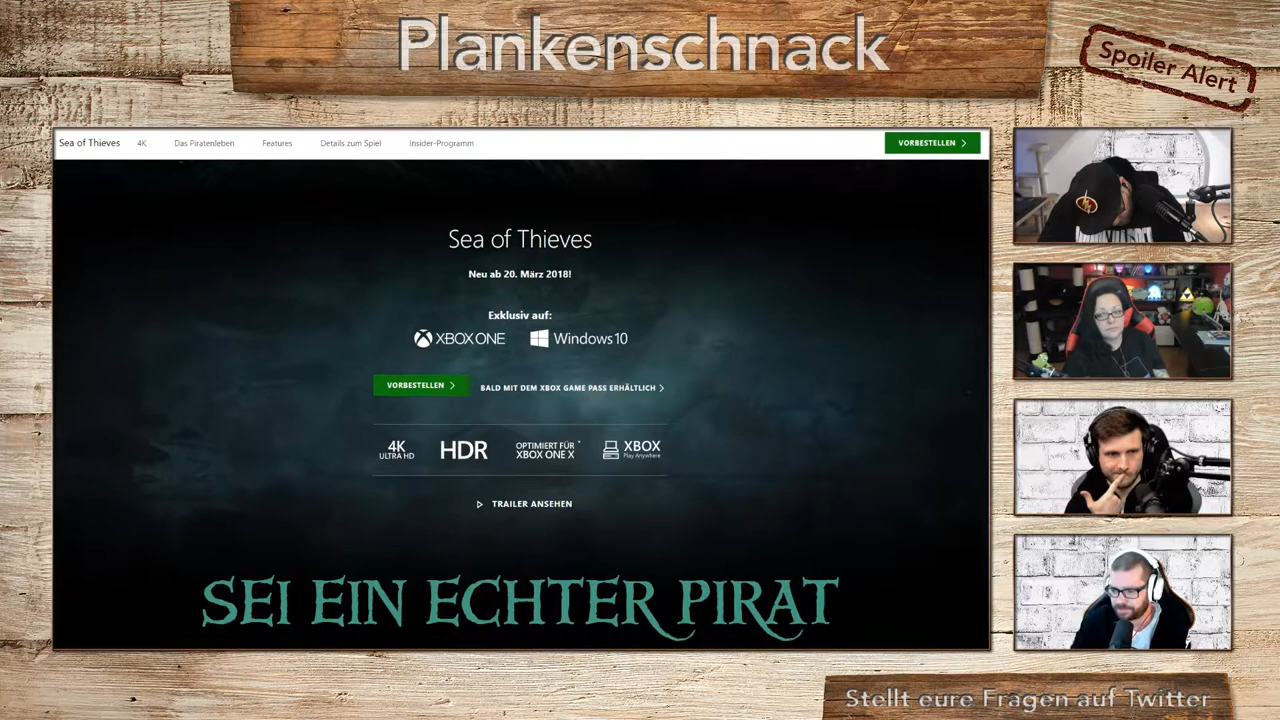 Plankenschnack
Spoiler Alert
Sea of Thieves 4K Das Piratenleben Features Details zum Spiel Insider-Programm VORBESTELLEN
Sea of Thieves
Neu ab 20. März 2018!
Exklusiv auf:
XBOX ONE Windows10
VORBESTELLEN BALD MIT DEM XBOX GAME PASS ERHÄLTLICH
4K ULTRA HD HDR OPTIMIERT FÜR* XBOX ONE X XBOX Play Anywhere
TRAILER ANSEHEN
SEI EIN ECHTER PIRAT
Stellt eure Fragen auf Twitter